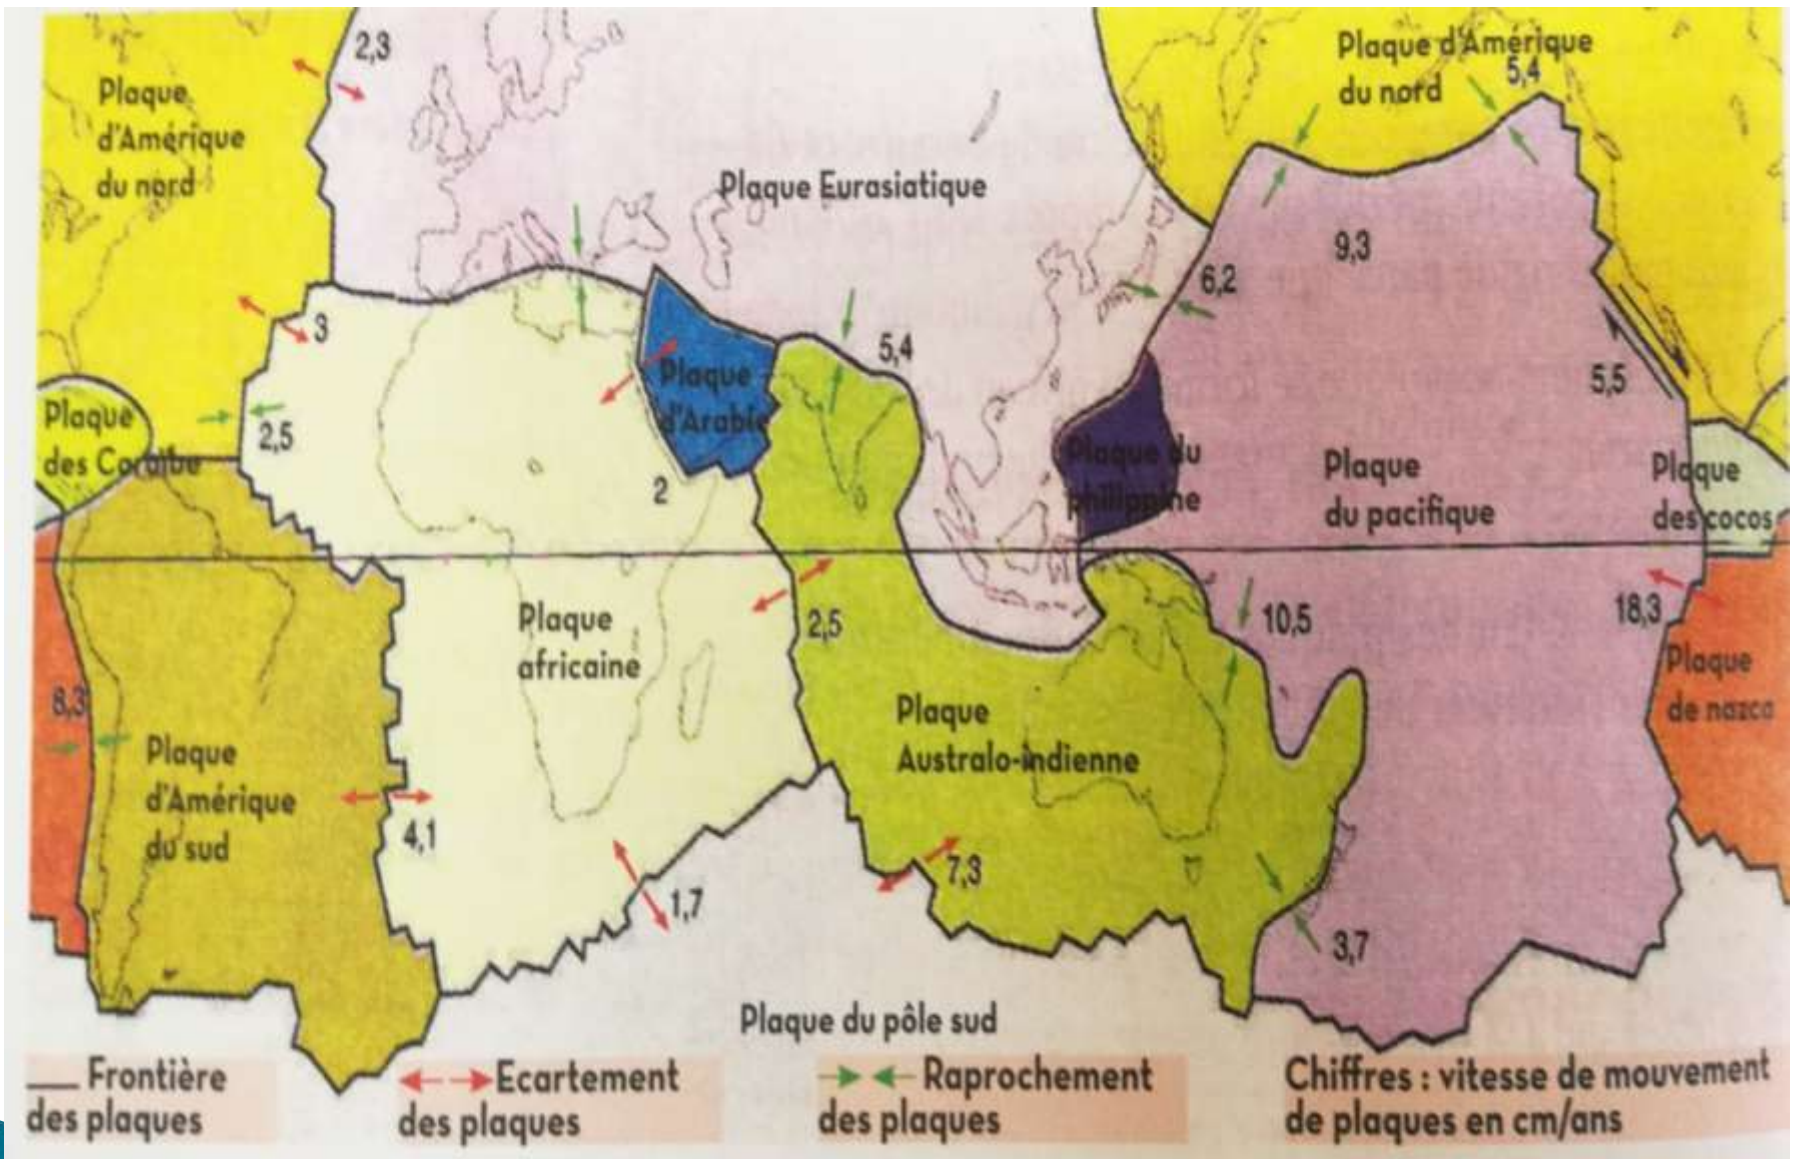 2,3
Plaque
d'Amérique
du nord
Plaque d'Amérique
5,4
du nord
Plaque Eurasiatique
9,3
6,2
3
5,4
5,5
Plaque
d'Arabie
Plaque
des Coraïbe
2,5
2
Plaque du
philippine
Plaque
du pacifique
Plaque
des cocos
Plaque
africaine
2,5
10,5
18,3
Plaque
de nazca
8,3
Plaque
d'Amérique
du sud
Plaque
Australo-indienne
4,1
7,3
1,7
3,7
Plaque du pôle sud
Frontière
des plaques
Ecartement
des plaques
Raprochement
des plaques
Chiffres : vitesse de mouvement
de plaques en cm/ans